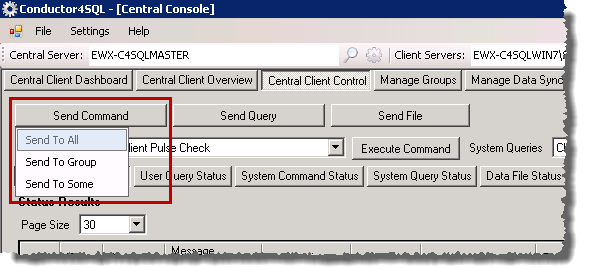 Conductor4SQL - [Central Console]
File Settings Help
Central Server: EWX-C4SQLMASTER Client Servers: EWX-C4SQLWIN7\
Central Client Dashboard Central Client Overview Central Client Control Manage Groups Manage Data Sync
Send Command Send Query Send File
Send To All
Send To Group
Send To Some
lient Pulse Check Execute Command System Queries
User Query Status System Command Status System Query Status Data File Status
Status Results
Page Size 30
Message